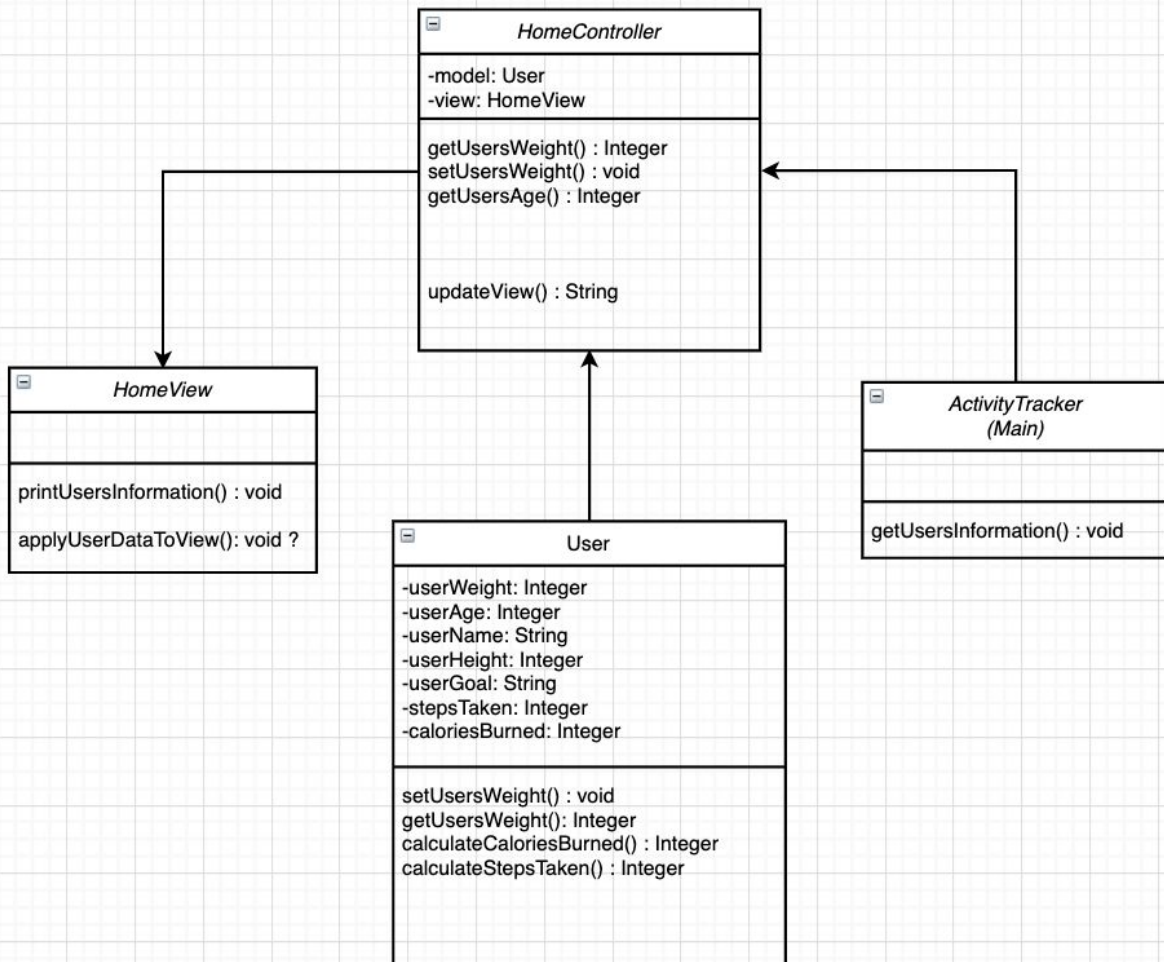 HomeController
-model: User
-view: HomeView
getUsersWeight() : Integer
setUsersWeight() : void
getUsersAge() : Integer
updateView() : String
HomeView
printUsersInformation() : void
applyUserDataToView(): void ?
ActivityTracker
(Main)
getUsersInformation() : void
User
-userWeight: Integer
-userAge: Integer
-userName: String
-userHeight: Integer
-userGoal: String
-stepsTaken: Integer
-caloriesBurned: Integer
setUsersWeight() : void
getUsersWeight(): Integer
calculateCaloriesBurned() : Integer
calculateStepsTaken() : Integer